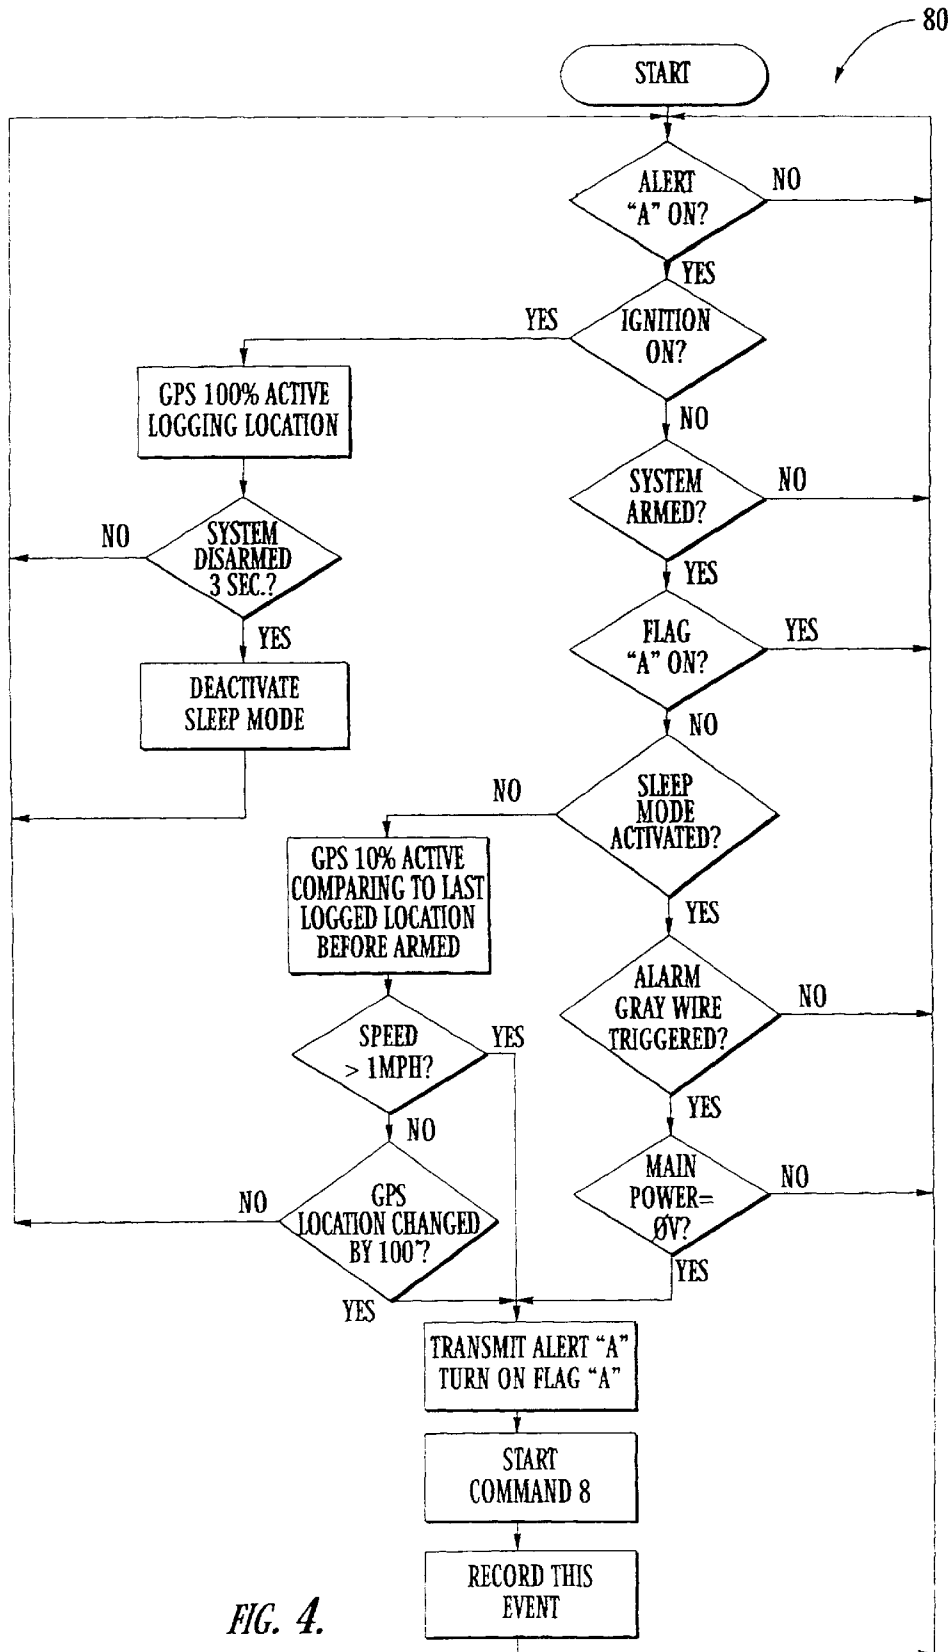 80
START
ALERT
"A" ON?
NO
YES
IGNITION
ON?
YES
NO
GPS 100% ACTIVE
LOGGING LOCATION
SYSTEM
ARMED?
NO
YES
SYSTEM
DISARMED
3 SEC.?
NO
YES
DEACTIVATE
SLEEP MODE
FLAG
"A" ON?
YES
NO
SLEEP
MODE
ACTIVATED?
NO
YES
GPS 10% ACTIVE
COMPARING TO LAST
LOGGED LOCATION
BEFORE ARMED
ALARM
GRAY WIRE
TRIGGERED?
NO
YES
SPEED
> 1MPH?
YES
NO
MAIN
POWER=
ØV?
NO
YES
GPS
LOCATION CHANGED
BY 100"?
NO
YES
TRANSMIT ALERT "A"
TURN ON FLAG "A"
START
COMMAND 8
RECORD THIS
EVENT
FIG. 4.